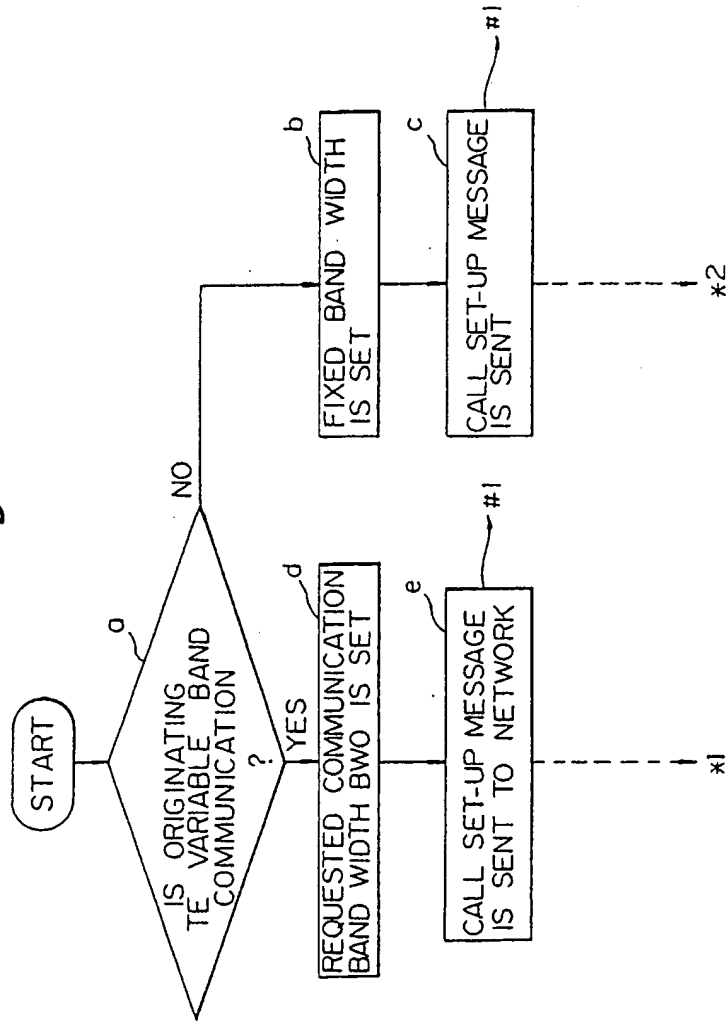 START
a
IS ORIGINATING
TE VARIABLE BAND
COMMUNICATION
?
NO
YES
d
REQUESTED COMMUNICATION
BAND WIDTH BWO IS SET
e
CALL SET-UP MESSAGE
IS SENT TO NETWORK
#1
*1
b
FIXED BAND WIDTH
IS SET
c
CALL SET-UP MESSAGE
IS SENT
#1
*2